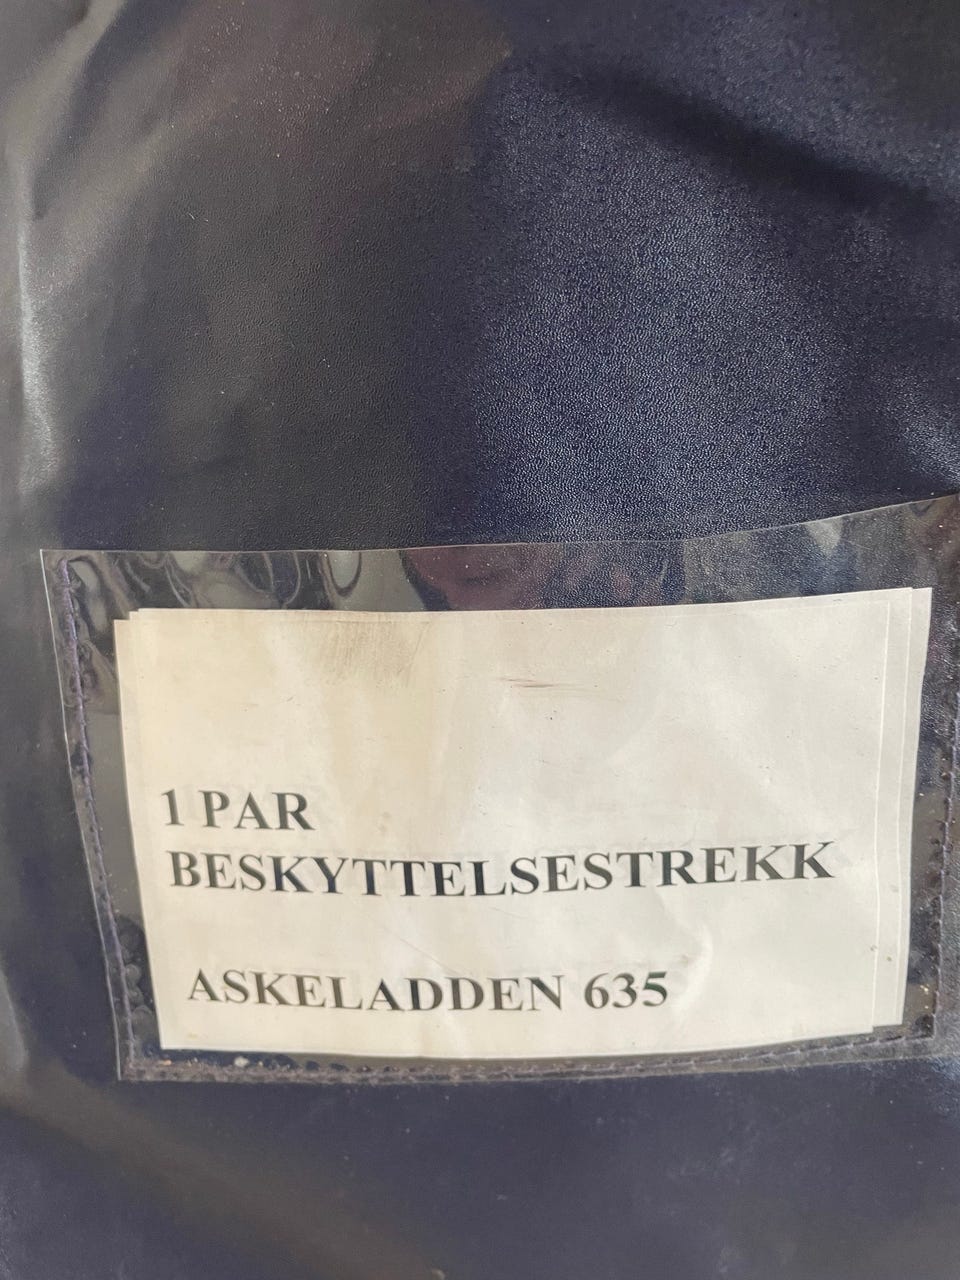 1 PAR
BESKYTTELSESTREKK
ASKELADDEN 635